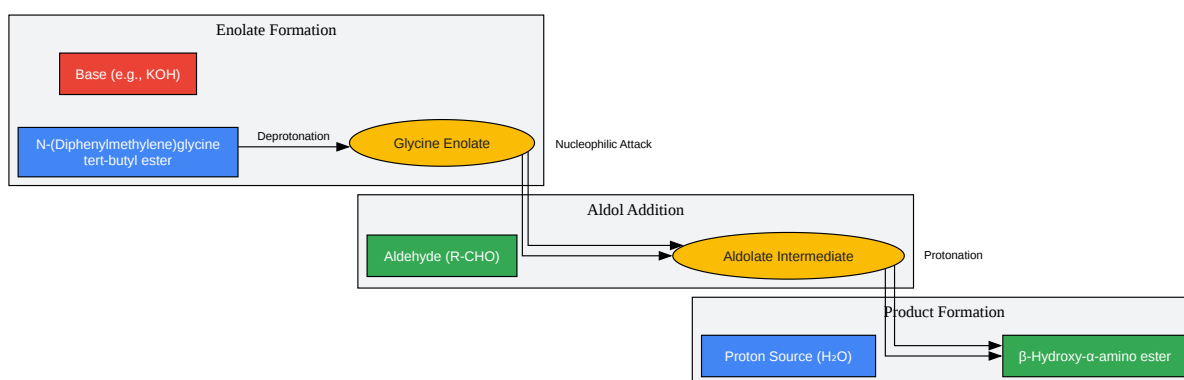 Enolate Formation
Base (e.g., KOH)
N-(Diphenylmethylene)glycine
tert-butyl ester
Deprotonation
Glycine Enolate
Nucleophilic Attack
Aldol Addition
Aldehyde (R-CHO)
Aldolate Intermediate
Protonation
Product Formation
Proton Source (H₂O)
β-Hydroxy-α-amino ester